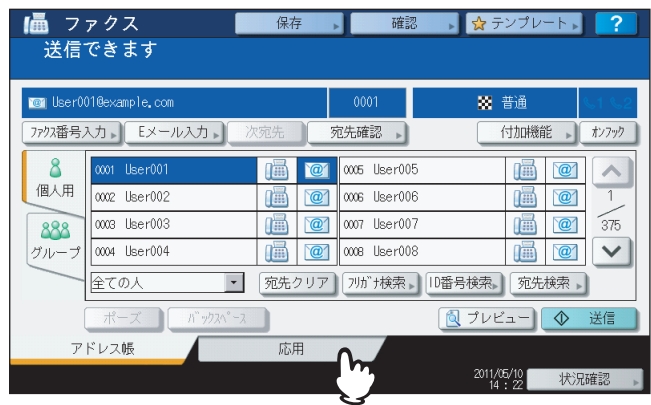 ファクス 保存 確認 テンプレート ?
送信できます
User001@example.com 0001 普通
ﾌｧｸｽ番号入力 Eメール入力 次宛先 宛先確認 付加機能 ｵﾝﾌｯｸ
個人用
グループ
0001 User001 0005 User005
0002 User002 0006 User006
0003 User003 0007 User007
0004 User004 0008 User008
1
375
全ての人 宛先クリア ﾌﾘｶﾞﾅ検索 ID番号検索 宛先検索
ポーズ ﾊﾞｯｸｽﾍﾟｰｽ プレビュー 送信
アドレス帳 応用
2011/05/10
14 : 22
状況確認